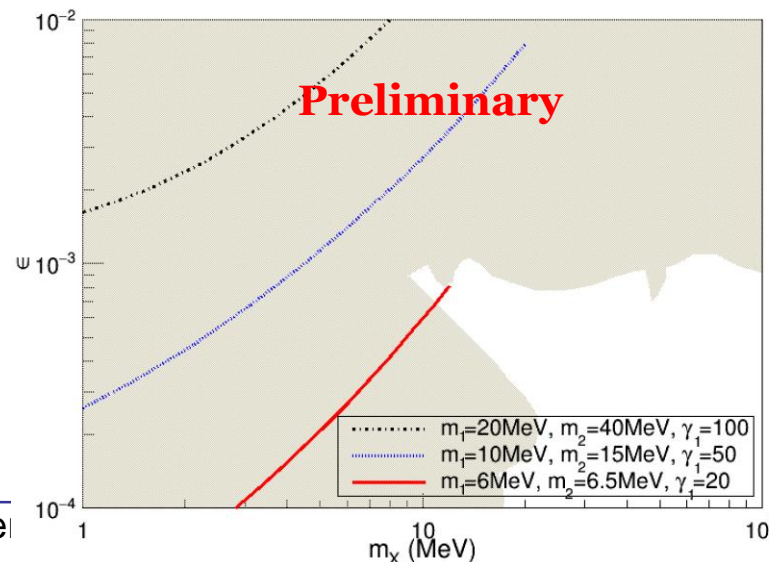 10⁻²
Preliminary
ϵ
10⁻³
m₁=20MeV, m₂=40MeV, γ₁=100
m₁=10MeV, m₂=15MeV, γ₁=50
m₁=6MeV, m₂=6.5MeV, γ₁=20
10⁻⁴
1 10 10
m_X (MeV)